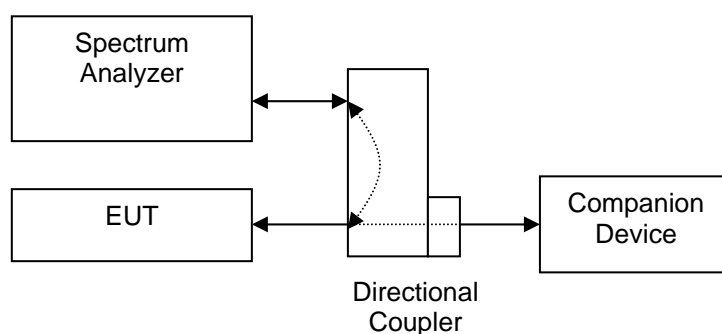 Spectrum
Analyzer
EUT
Companion
Device
Directional
Coupler